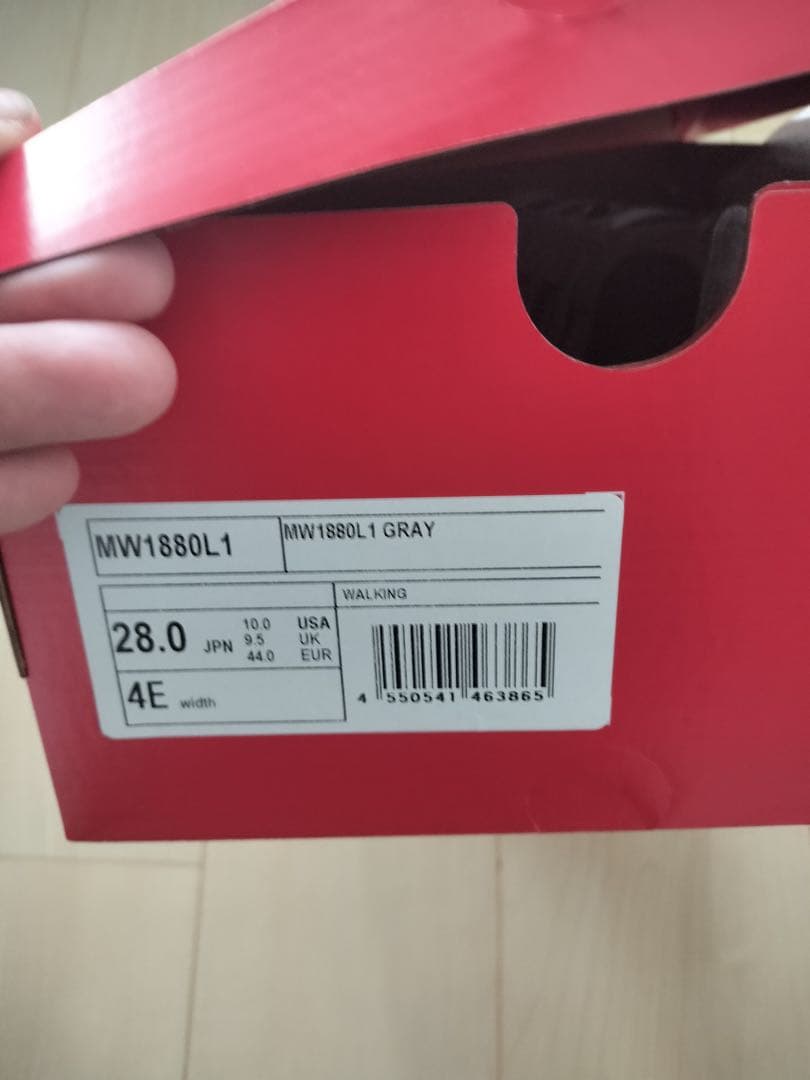 MW1880L1
MW1880L1 GRAY
WALKING
28.0 JPN
10.0 USA
9.5 UK
44.0 EUR
4E width
4 550541 463865